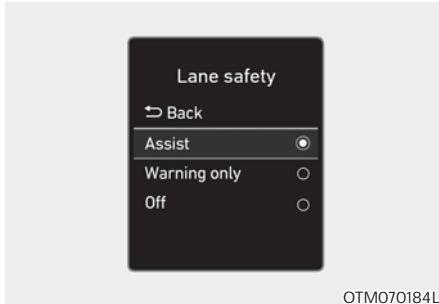 Lane safety
Back
Assist
Warning only
Off
OTM070184L